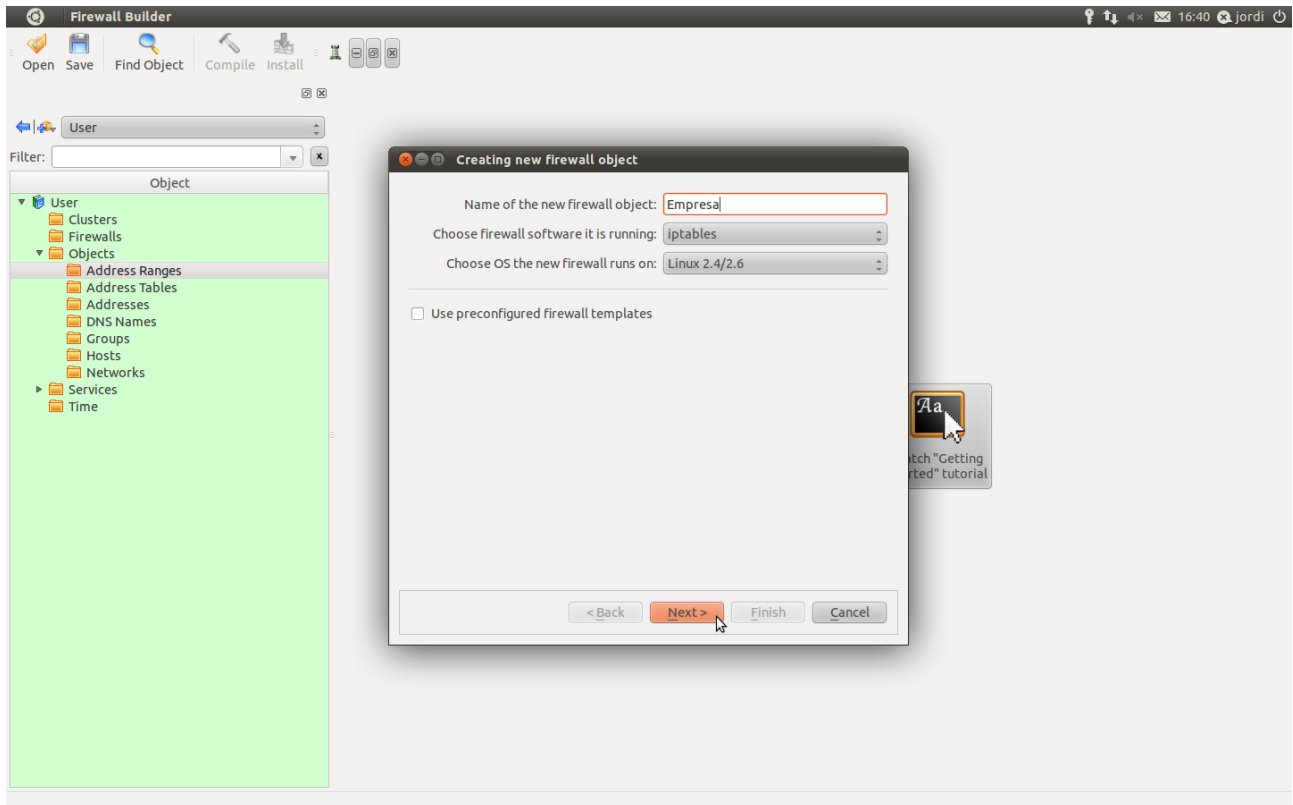 Firewall Builder
16:40 jordi
Open Save Find Object Compile Install
User
Filter:
Object
User
Clusters
Firewalls
Objects
Address Ranges
Address Tables
Addresses
DNS Names
Groups
Hosts
Networks
Services
Time
Creating new firewall object
Name of the new firewall object: Empresa
Choose firewall software it is running: iptables
Choose OS the new firewall runs on: Linux 2.4/2.6
Use preconfigured firewall templates
< Back Next > Finish Cancel
Aa
tch "Getting
rted" tutorial